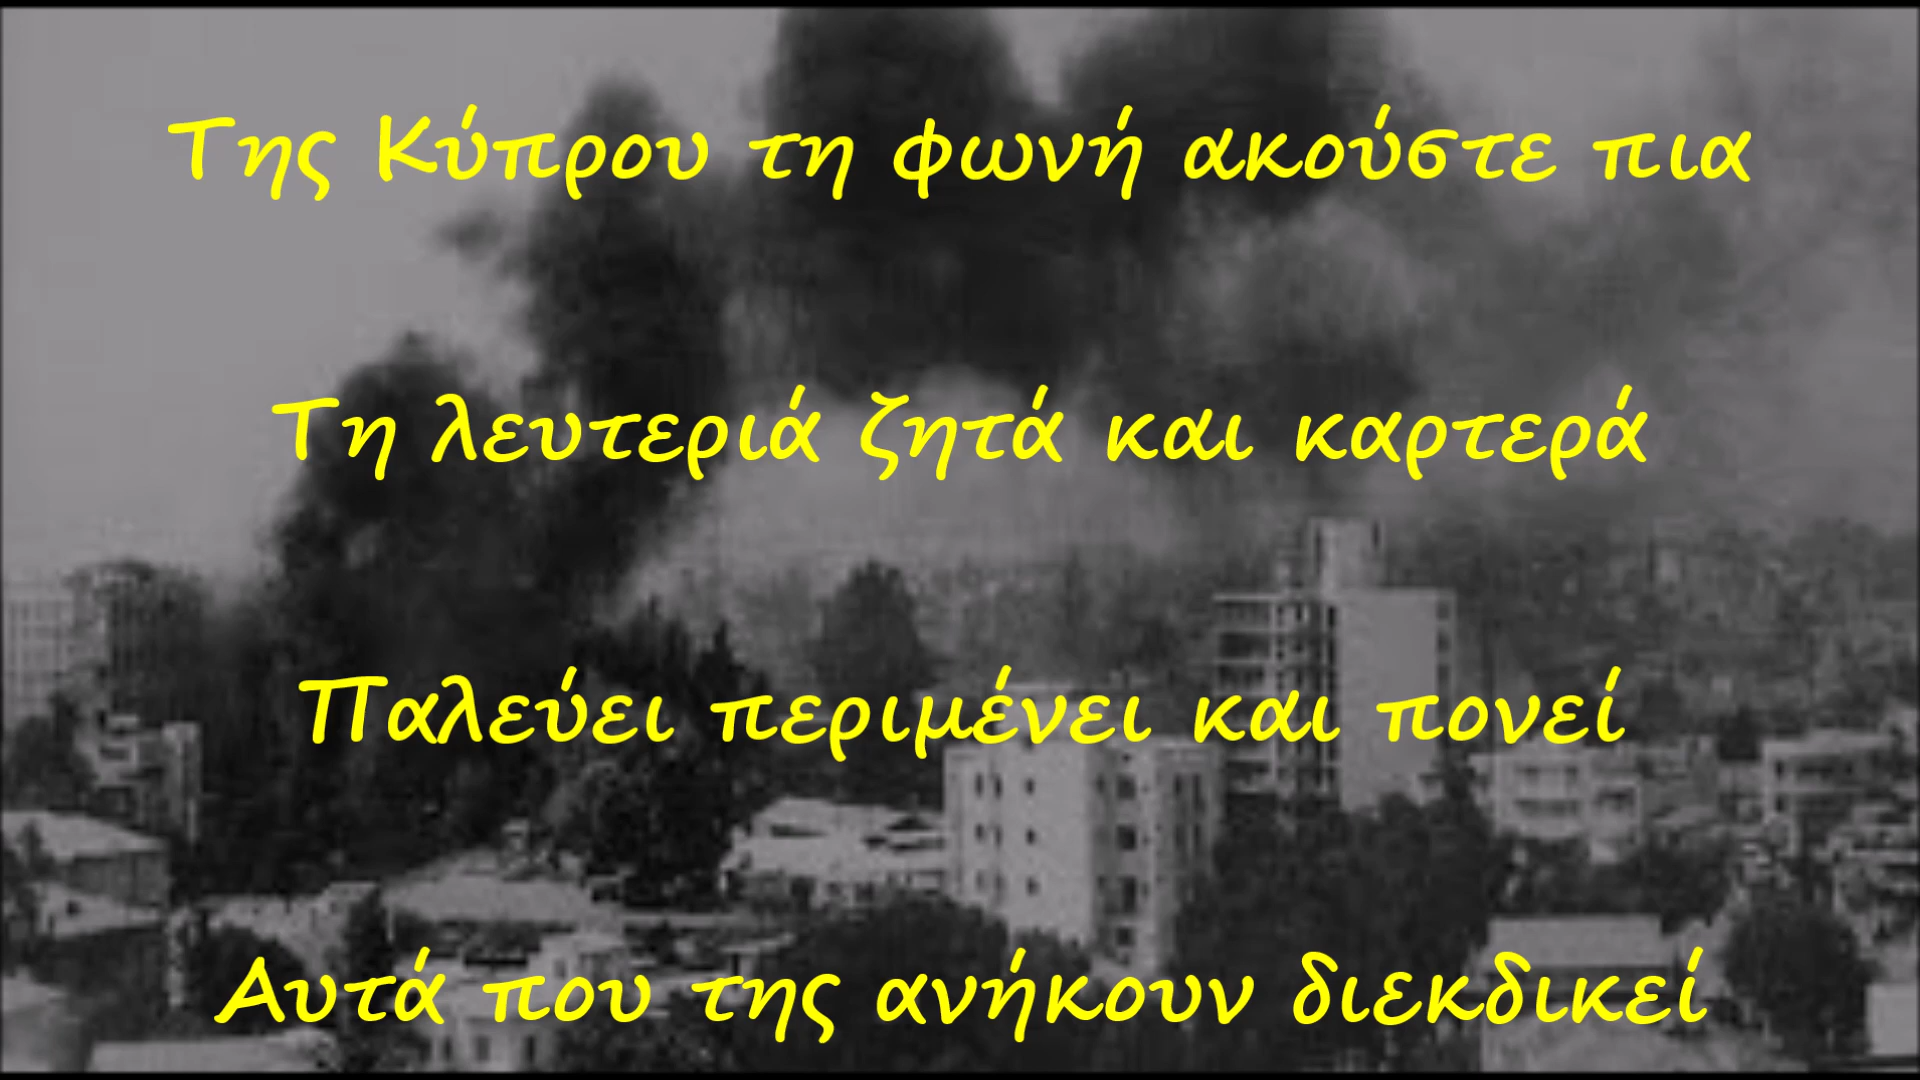 Της Κύπρου τη φωνή ακούστε πια
Τη λευτεριά ζητά και καρτερά
Παλεύει περιμένει και πονεί
Αυτά που της ανήκουν διεκδικεί